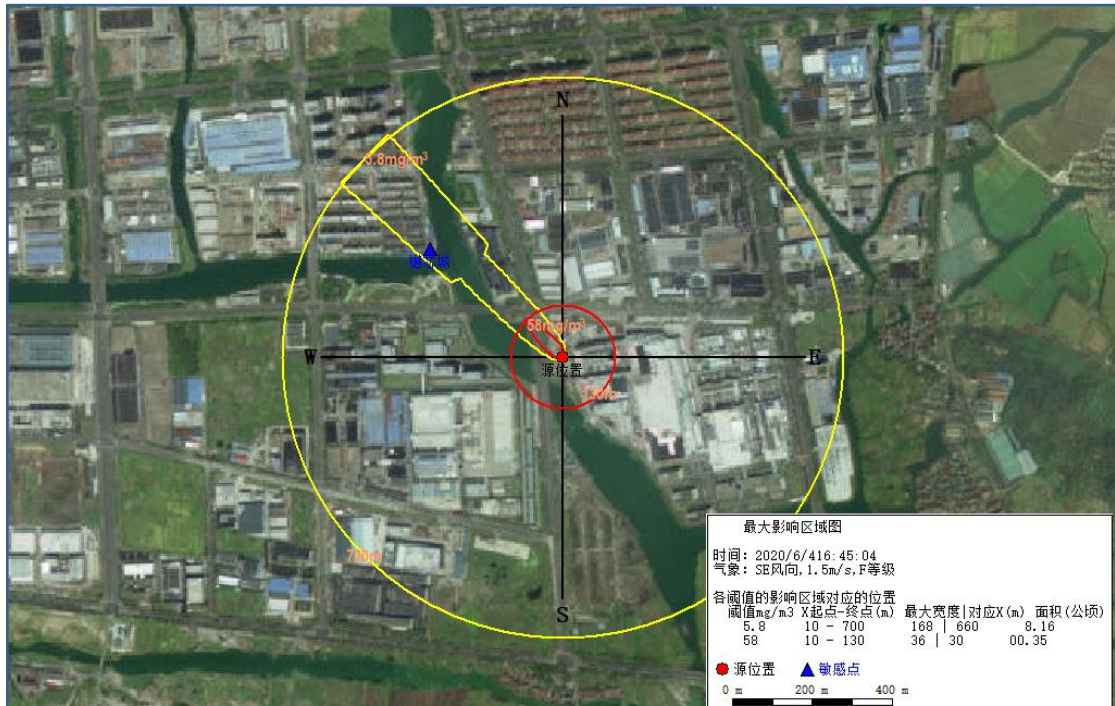 N
5.8mg/m³
58mg/m³
W
E
源位置
130m
700m
S
最大影响区域图
时间：2020/6/416:45:04
气象：SE风向,1.5m/s,F等级
各阈值的影响区域对应的位置
阈值mg/m3 X起点-终点(m) 最大宽度|对应X(m) 面积(公顷)
5.8 10 - 700 168 | 660 8.16
58 10 - 130 36 | 30 00.35
源位置 敏感点
0 m 200 m 400 m